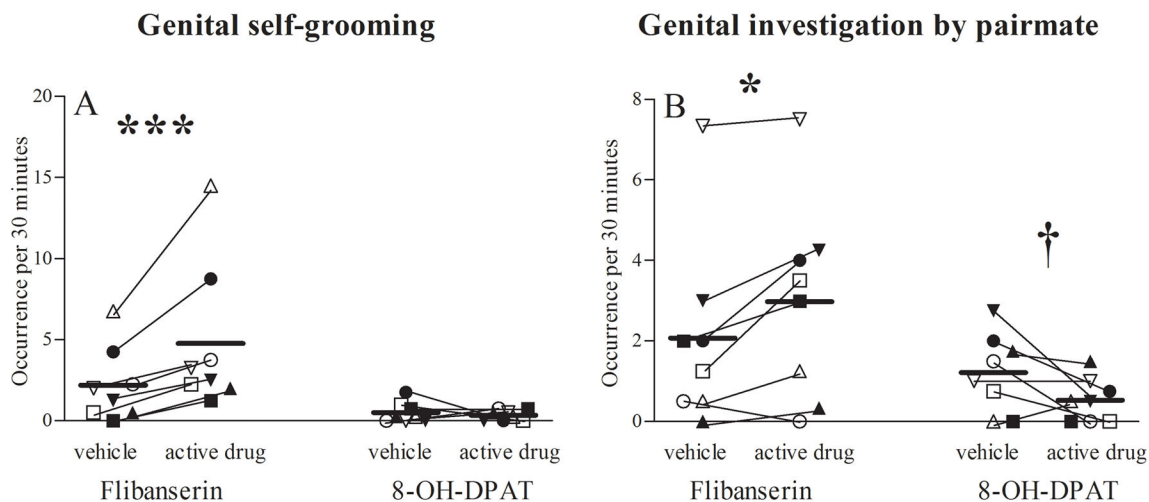 Genital self-grooming
Genital investigation by pairmate
A
***
Occurrence per 30 minutes
20
15
10
5
0
vehicle active drug vehicle active drug
Flibanserin 8-OH-DPAT
B
*
†
Occurrence per 30 minutes
8
6
4
2
0
vehicle active drug vehicle active drug
Flibanserin 8-OH-DPAT